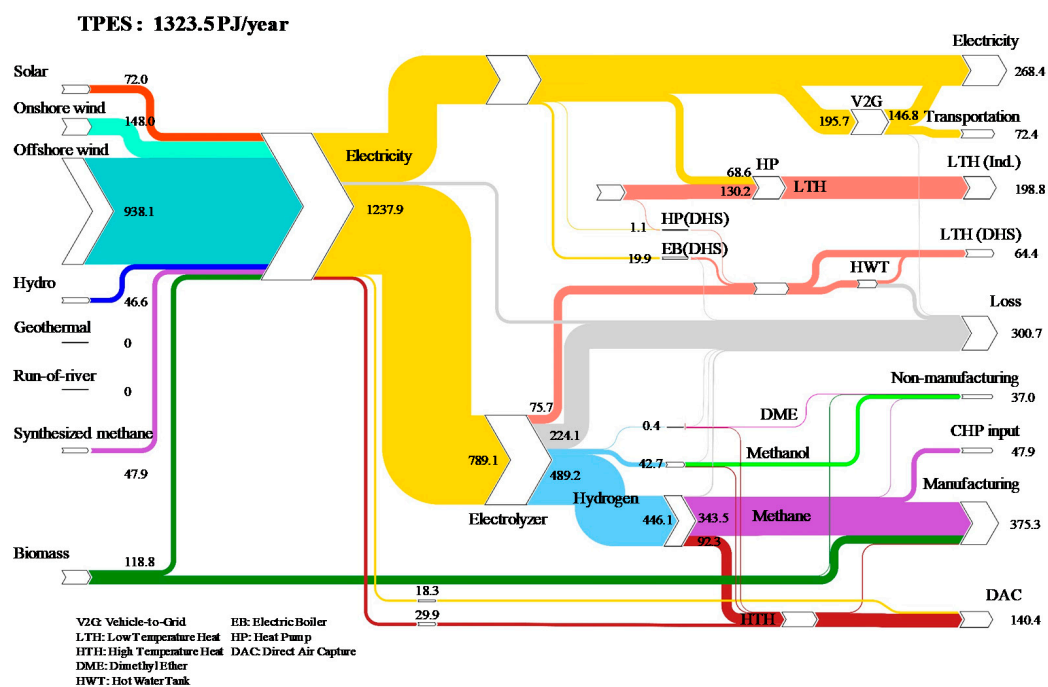 TPES : 1323.5 PJ/year
Solar
72.0
Onshore wind
148.0
Offshore wind
938.1
Hydro
46.6
Geothermal
0
Run-of-river
0
Synthesized methane
47.9
Biomass
118.8
Electricity
1237.9
789.1
Electrolyzer
75.7
224.1
489.2
Hydrogen
446.1
343.5
92.3
Methane
0.4
DME
42.7
Methanol
18.3
29.9
HTH
195.7
V2G
146.8
68.6
HP
130.2
LTH
1.1
HP(DHS)
19.9
EB(DHS)
HWT
Electricity
268.4
Transportation
72.4
LTH (Ind.)
198.8
LTH (DHS)
64.4
Loss
300.7
Non-manufacturing
37.0
CHP input
47.9
Manufacturing
375.3
DAC
140.4
V2G: Vehicle-to-Grid EB: Electric Boiler
LTH: Low Temperature Heat HP: Heat Pump
HTH: High Temperature Heat DAC: Direct Air Capture
DME: Dimethyl Ether
HWT: Hot Water Tank